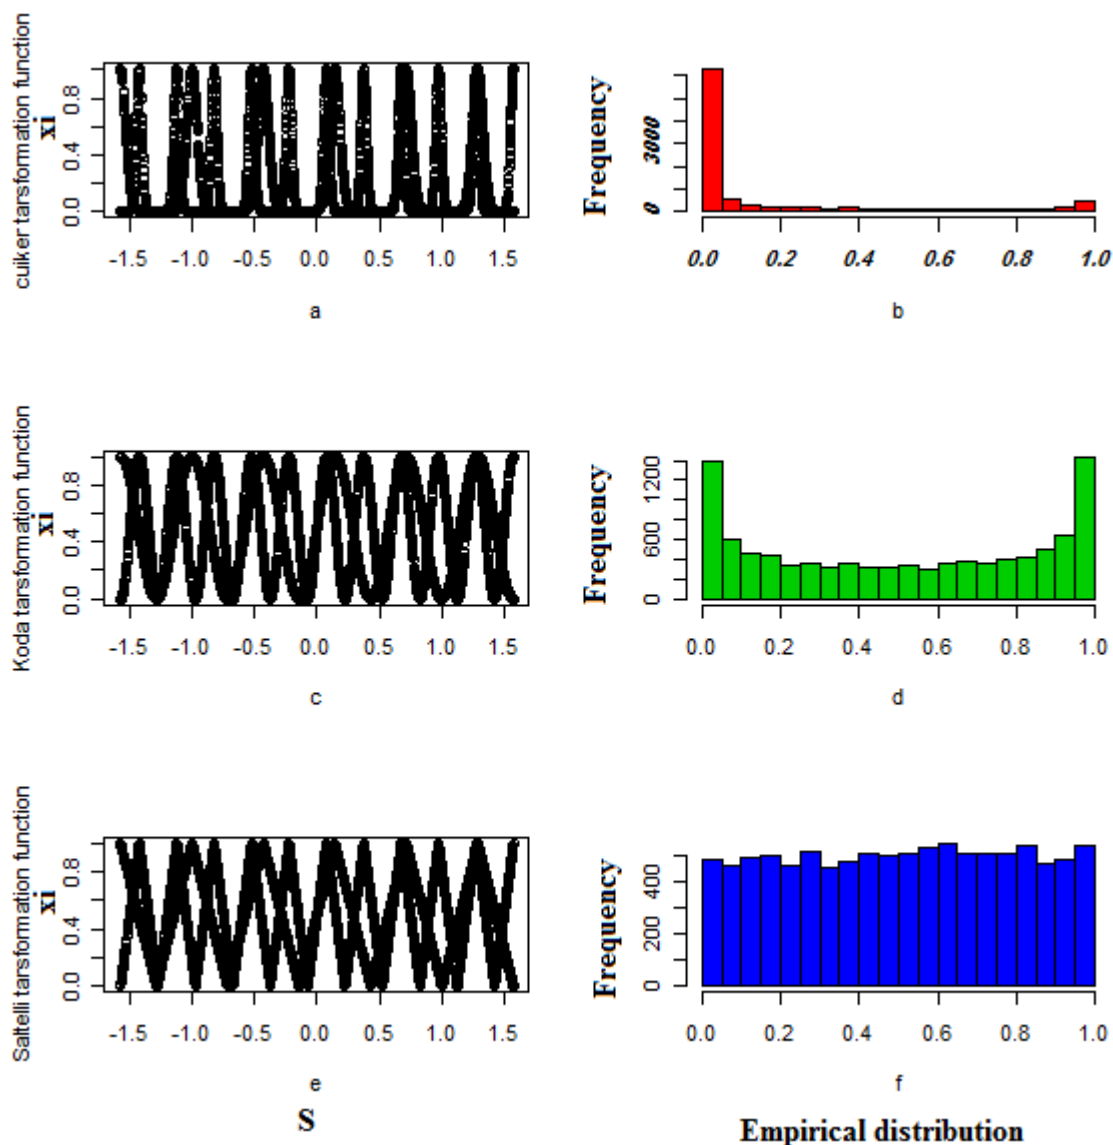 culker tarsformation function
xi
0.0 0.4 0.8
-1.5 -1.0 -0.5 0.0 0.5 1.0 1.5
a
Frequency
0 3000
0.0 0.2 0.4 0.6 0.8 1.0
b
Koda tarsformation function
xi
0.0 0.4 0.8
-1.5 -1.0 -0.5 0.0 0.5 1.0 1.5
c
Frequency
0 600 1200
0.0 0.2 0.4 0.6 0.8 1.0
d
Saltelli tarsformation function
xi
0.0 0.4 0.8
-1.5 -1.0 -0.5 0.0 0.5 1.0 1.5
e
S
Frequency
0 200 400
0.0 0.2 0.4 0.6 0.8 1.0
f
Empirical distribution